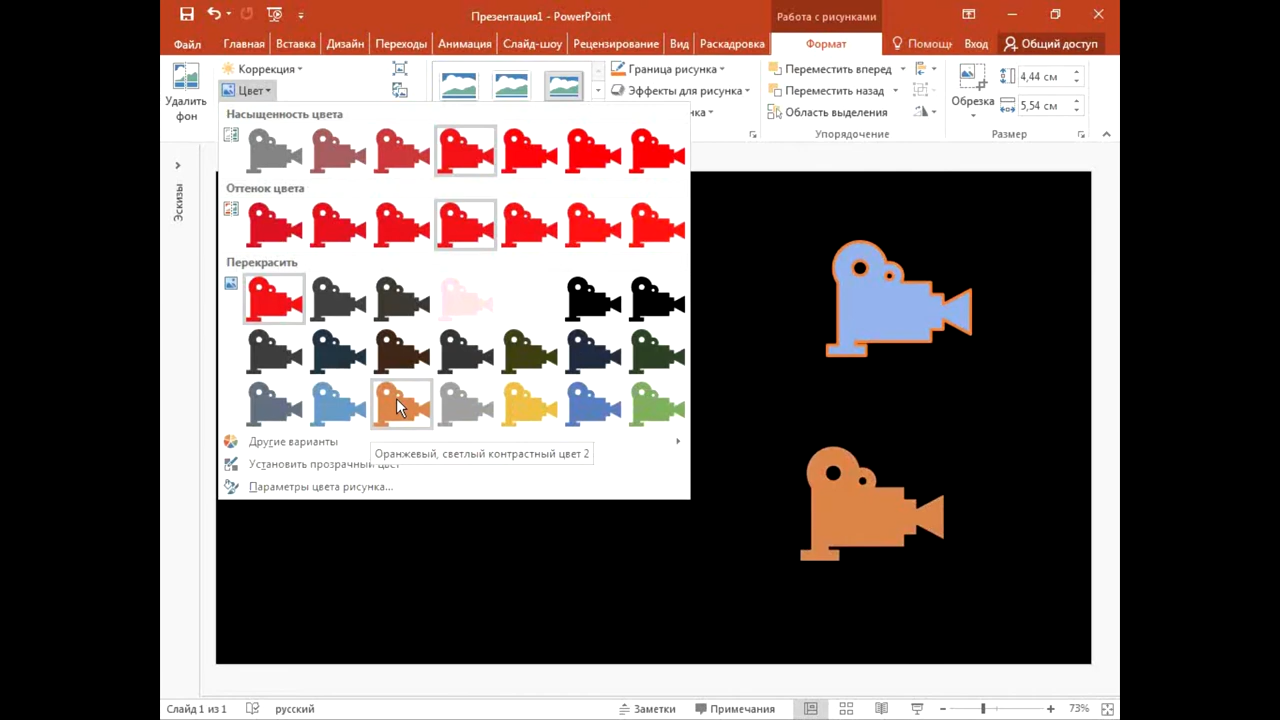 Презентация1 - PowerPoint
Работа с рисунками
Файл Главная Вставка Дизайн Переходы Анимация Слайд-шоу Рецензирование Вид Раскадровка Формат Помощь Вход Общий доступ
Удалить фон
Коррекция
Цвет
Граница рисунка
Эффекты для рисунка
Переместить вперед
Переместить назад
Область выделения
Упорядочение
Обрезка
4,44 см
5,54 см
Размер
Насыщенность цвета
Оттенок цвета
Перекрасить
Другие варианты
Оранжевый, светлый контрастный цвет 2
Установить прозрачный цвет
Параметры цвета рисунка...
Эскизы
Слайд 1 из 1 русский Заметки Примечания 73%